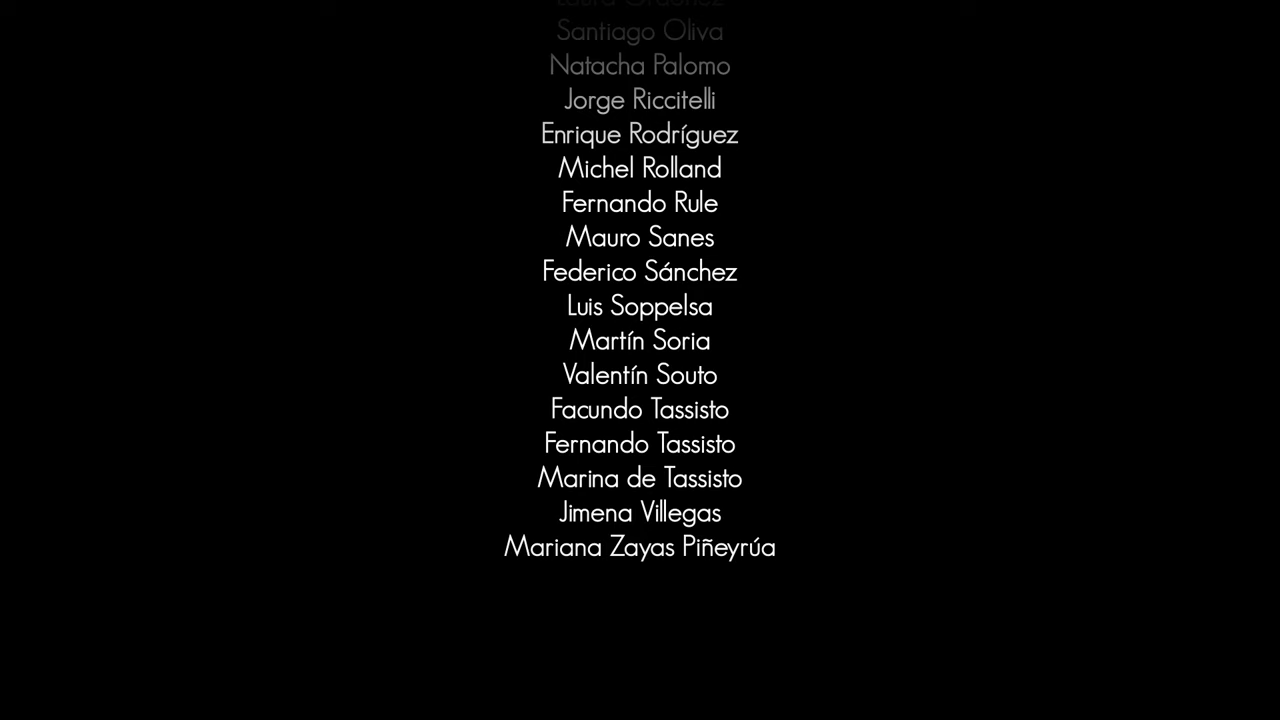 Santiago Oliva
Natacha Palomo
Jorge Riccitelli
Enrique Rodríguez
Michel Rolland
Fernando Rule
Mauro Sanes
Federico Sánchez
Luis Soppelsa
Martín Soria
Valentín Souto
Facundo Tassisto
Fernando Tassisto
Marina de Tassisto
Jimena Villegas
Mariana Zayas Piñeyrúa